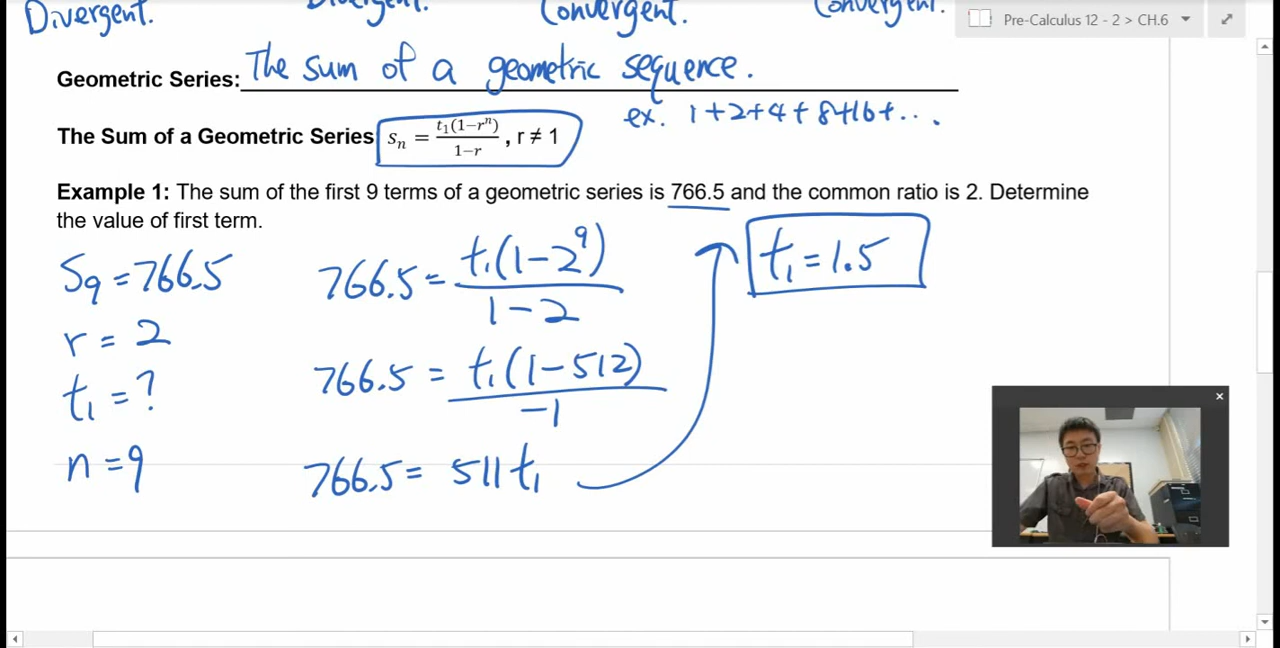 Divergent. Divergent. Convergent. Convergent.
Pre-Calculus 12 - 2 > CH.6
Geometric Series: The sum of a geometric sequence.
ex. 1+2+4+8+16+...
The Sum of a Geometric Series Sn = t1(1−r^n)/1−r , r ≠ 1
Example 1: The sum of the first 9 terms of a geometric series is 766.5 and the common ratio is 2. Determine
the value of first term.
S9 = 766.5
r = 2
t1 = ?
n = 9
766.5 = t1(1−2^9)/1−2
766.5 = t1(1−512)/−1
766.5 = 511 t1
t1 = 1.5